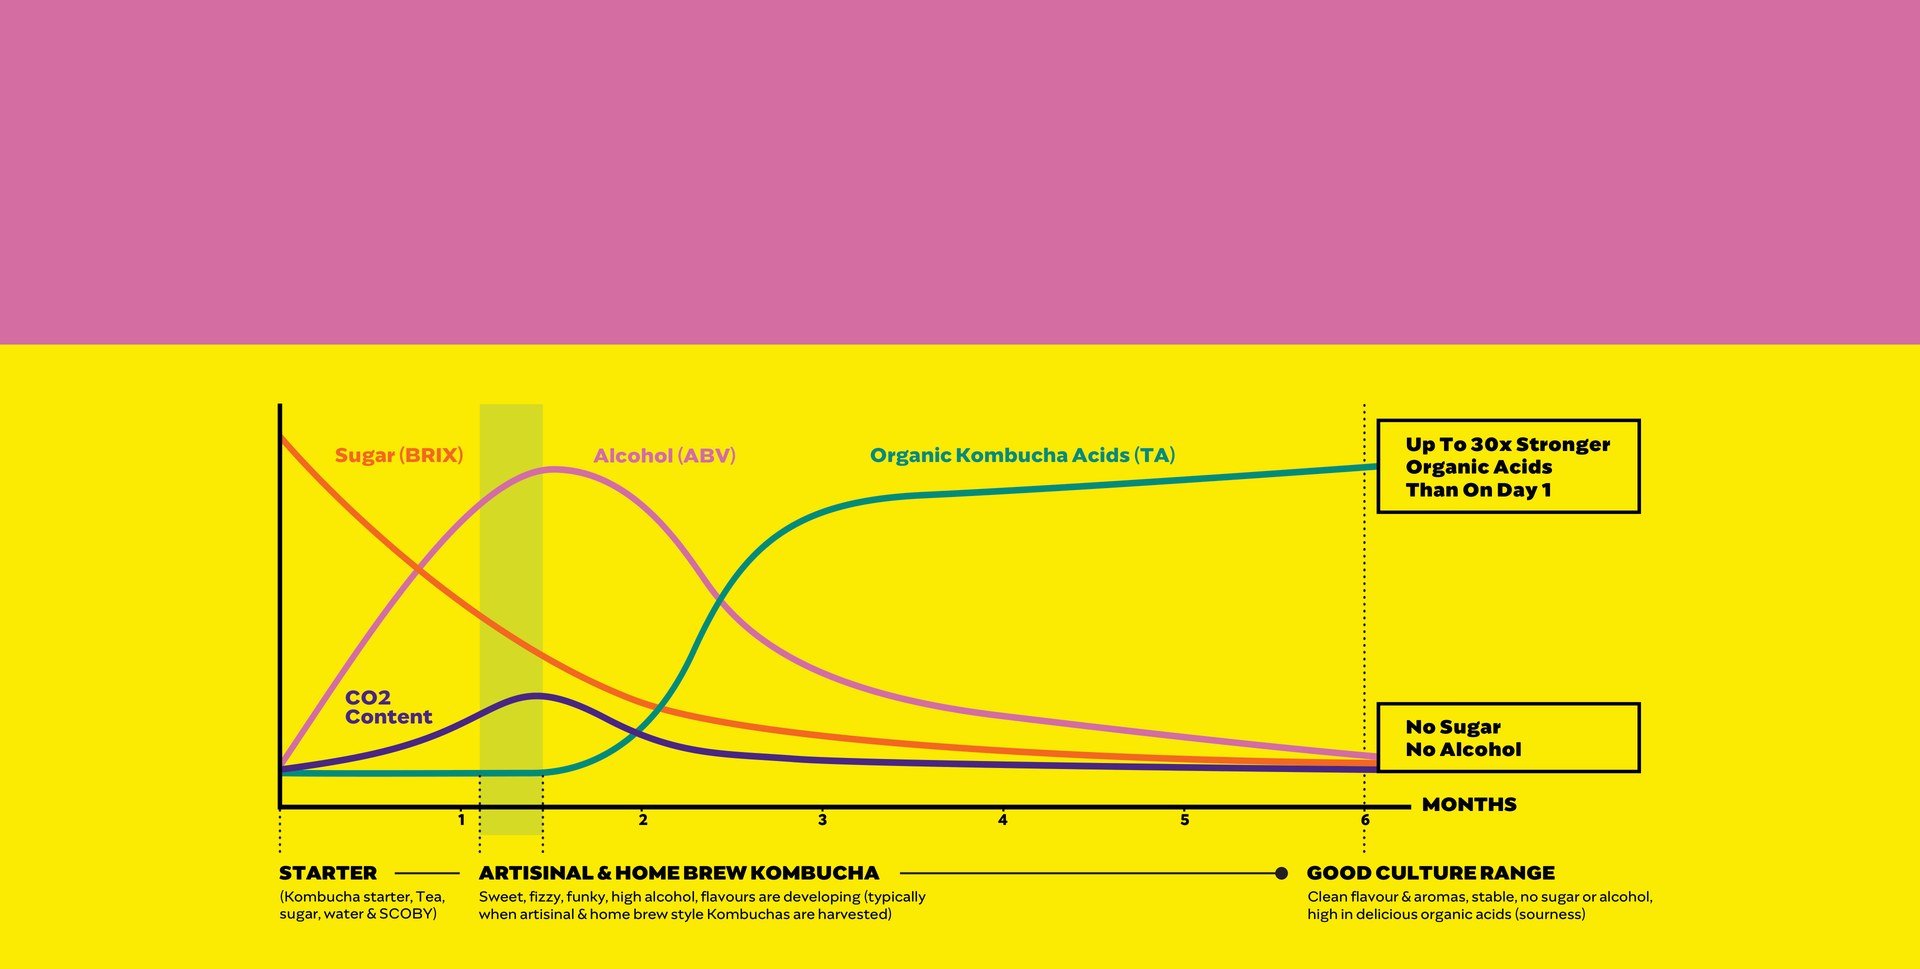 Sugar (BRIX)
Alcohol (ABV)
Organic Kombucha Acids (TA)
Up To 30x Stronger
Organic Acids
Than On Day 1
CO2
Content
No Sugar
No Alcohol
MONTHS
1 2 3 4 5 6
STARTER
(Kombucha starter, Tea,
sugar, water & SCOBY)
ARTISINAL & HOME BREW KOMBUCHA
Sweet, fizzy, funky, high alcohol, flavours are developing (typically
when artisinal & home brew style Kombuchas are harvested)
GOOD CULTURE RANGE
Clean flavour & aromas, stable, no sugar or alcohol,
high in delicious organic acids (sourness)